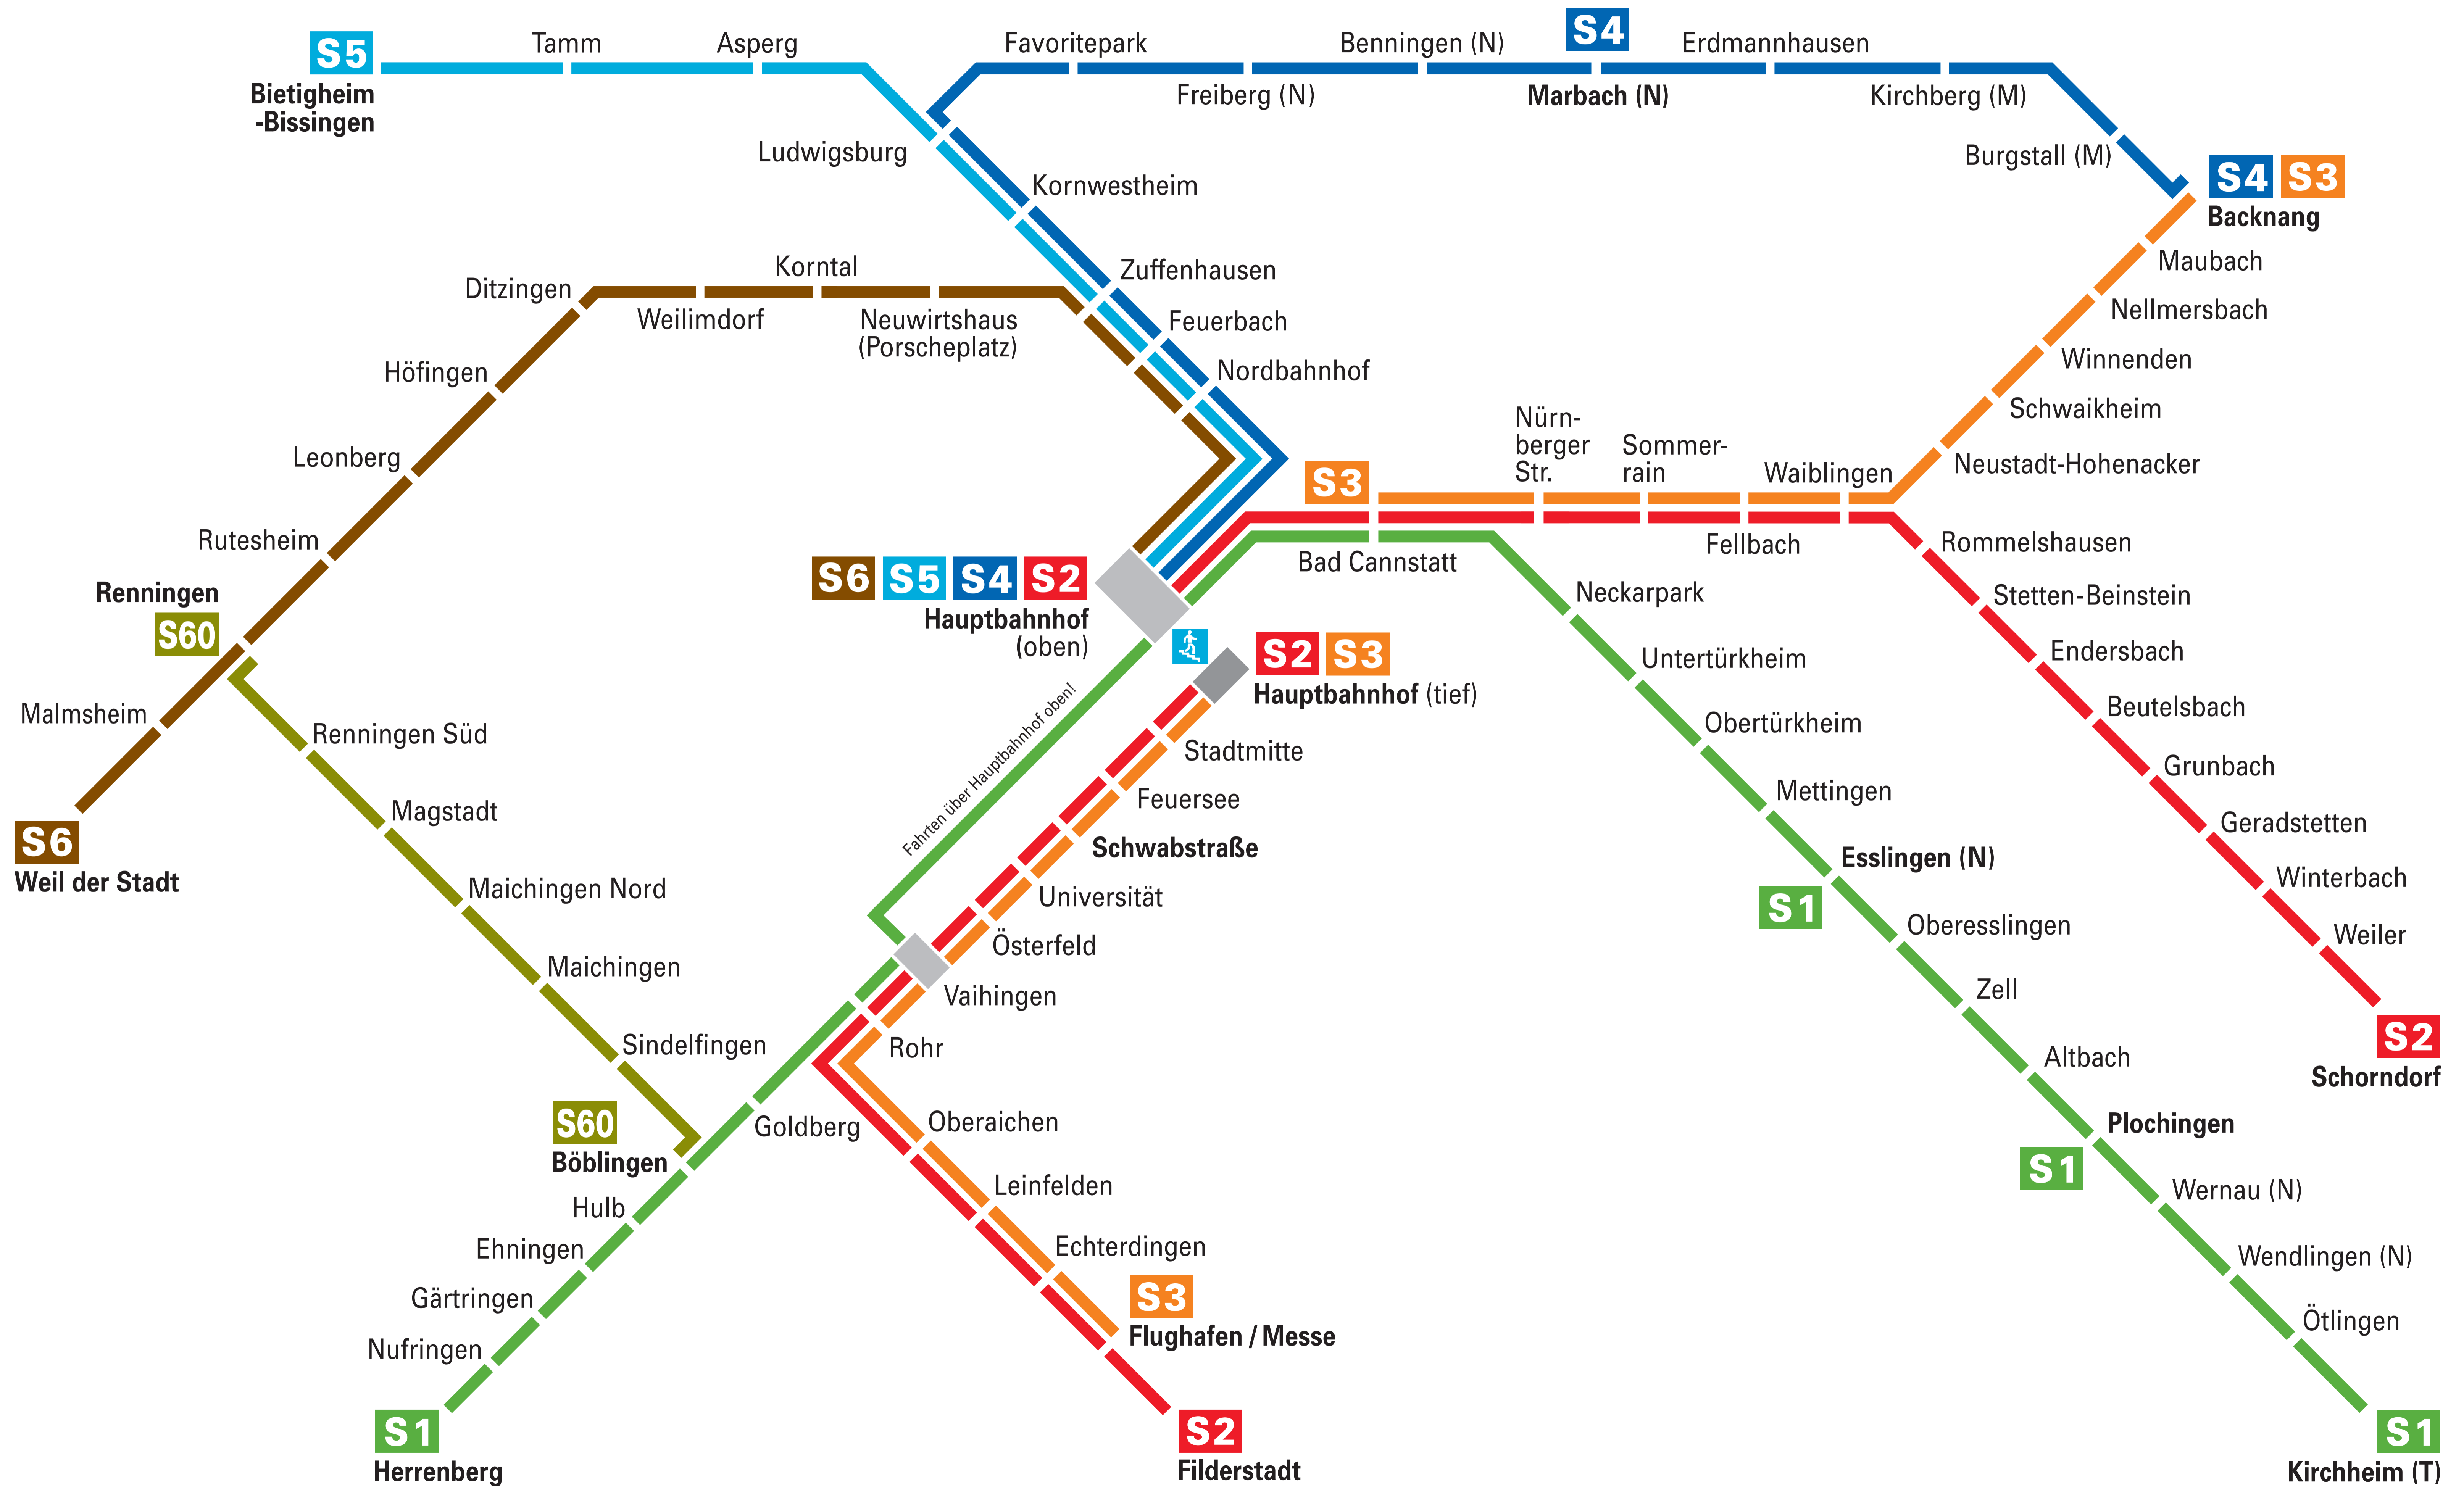 S5
Bietigheim
-Bissingen
Tamm
Asperg
Favoritepark
Freiberg (N)
Benningen (N)
S4
Marbach (N)
Erdmannhausen
Kirchberg (M)
Burgstall (M)
S4 S3
Backnang
Ludwigsburg
Kornwestheim
Zuffenhausen
Feuerbach
Nordbahnhof
Maubach
Nellmersbach
Winnenden
Schwaikheim
Neustadt-Hohenacker
Korntal
Ditzingen
Weilimdorf
Neuwirtshaus
(Porscheplatz)
Höfingen
Leonberg
Rutesheim
Renningen
S60
Malmsheim
S6
Weil der Stadt
S3
Nürn-
berger
Str.
Sommer-
rain
Waiblingen
Fellbach
Bad Cannstatt
S6 S5 S4 S2
Hauptbahnhof
(oben)
S2 S3
Hauptbahnhof (tief)
Fahrten über Hauptbahnhof oben!
Stadtmitte
Feuersee
Schwabstraße
Universität
Österfeld
Vaihingen
Rohr
Renningen Süd
Magstadt
Maichingen Nord
Maichingen
Sindelfingen
S60
Böblingen
Goldberg
Hulb
Ehningen
Gärtringen
Nufringen
S1
Herrenberg
Oberaichen
Leinfelden
Echterdingen
S3
Flughafen / Messe
S2
Filderstadt
Neckarpark
Untertürkheim
Obertürkheim
Mettingen
Esslingen (N)
S1
Oberesslingen
Zell
Altbach
Plochingen
S1
Wernau (N)
Wendlingen (N)
Ötlingen
S1
Kirchheim (T)
Rommelshausen
Stetten-Beinstein
Endersbach
Beutelsbach
Grunbach
Geradstetten
Winterbach
Weiler
S2
Schorndorf